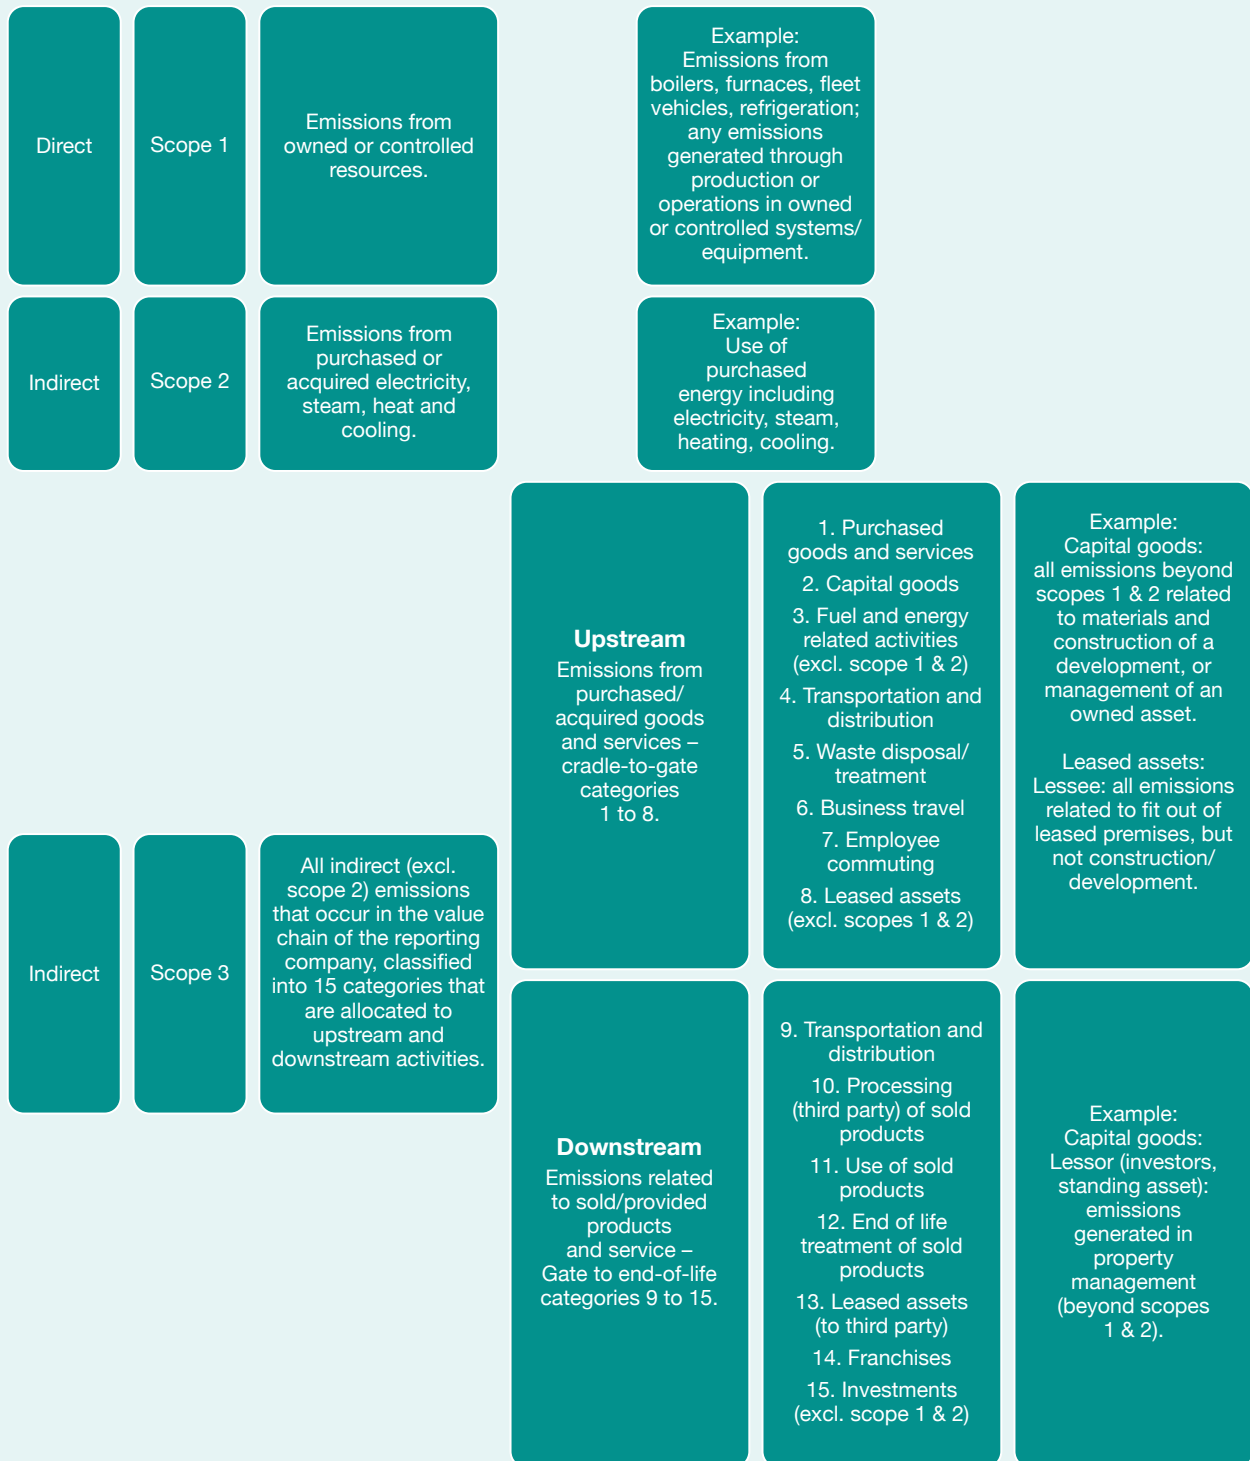 Direct
Scope 1
Emissions from
owned or controlled
resources.
Example:
Emissions from
boilers, furnaces, fleet
vehicles, refrigeration;
any emissions
generated through
production or
operations in owned
or controlled systems/
equipment.
Indirect
Scope 2
Emissions from
purchased or
acquired electricity,
steam, heat and
cooling.
Example:
Use of
purchased
energy including
electricity, steam,
heating, cooling.
Indirect
Scope 3
All indirect (excl.
scope 2) emissions
that occur in the value
chain of the reporting
company, classified
into 15 categories that
are allocated to
upstream and
downstream activities.
Upstream
Emissions from
purchased/
acquired goods
and services –
cradle-to-gate
categories
1 to 8.
1. Purchased
goods and services
2. Capital goods
3. Fuel and energy
related activities
(excl. scope 1 & 2)
4. Transportation and
distribution
5. Waste disposal/
treatment
6. Business travel
7. Employee
commuting
8. Leased assets
(excl. scopes 1 & 2)
Example:
Capital goods:
all emissions beyond
scopes 1 & 2 related
to materials and
construction of a
development, or
management of an
owned asset.
Leased assets:
Lessee: all emissions
related to fit out of
leased premises, but
not construction/
development.
Downstream
Emissions related
to sold/provided
products
and service –
Gate to end-of-life
categories 9 to 15.
9. Transportation and
distribution
10. Processing
(third party) of sold
products
11. Use of sold
products
12. End of life
treatment of sold
products
13. Leased assets
(to third party)
14. Franchises
15. Investments
(excl. scope 1 & 2)
Example:
Capital goods:
Lessor (investors,
standing asset):
emissions
generated in
property
management
(beyond scopes
1 & 2).